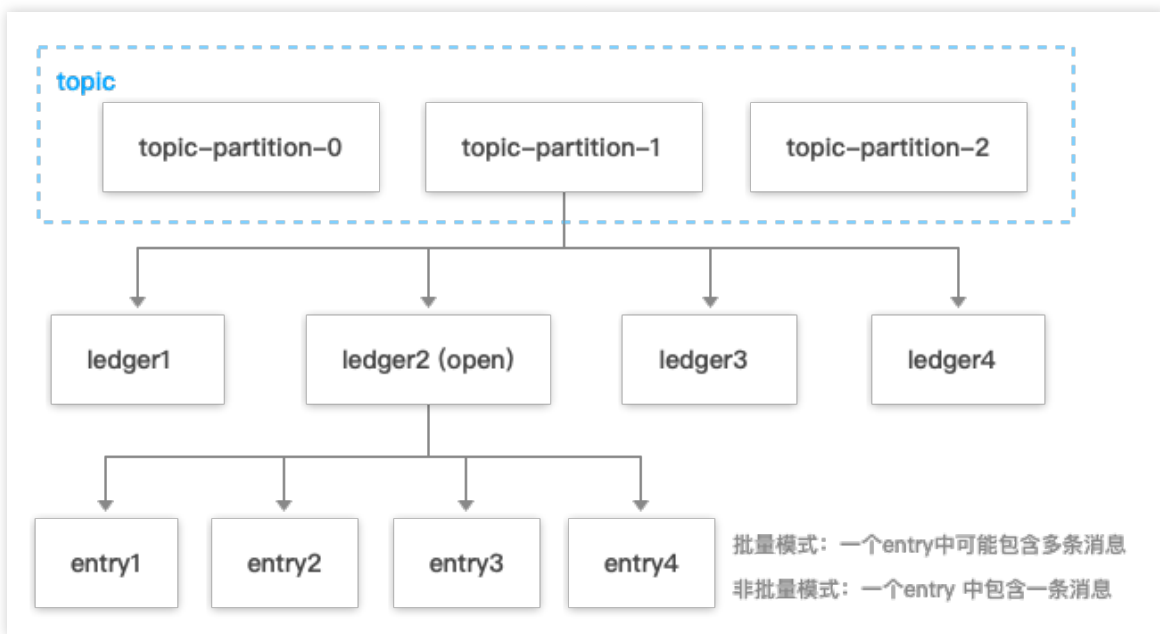 topic
topic-partition-0 topic-partition-1 topic-partition-2
ledger1 ledger2 (open) ledger3 ledger4
entry1 entry2 entry3 entry4
批量模式：一个entry中可能包含多条消息
非批量模式：一个entry 中包含一条消息